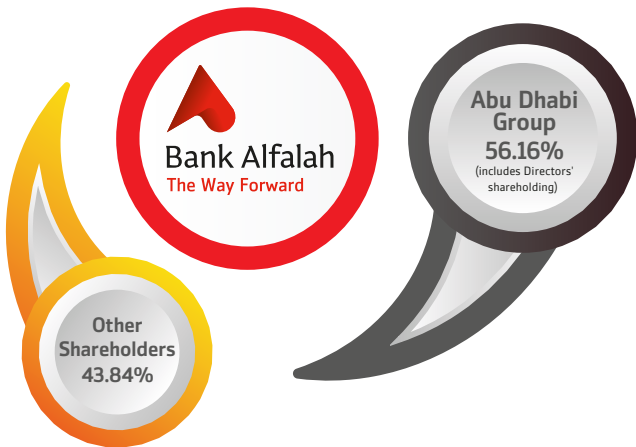 Bank Alfalah
The Way Forward
Abu Dhabi
Group
56.16%
(includes Directors'
shareholding)
Other
Shareholders
43.84%